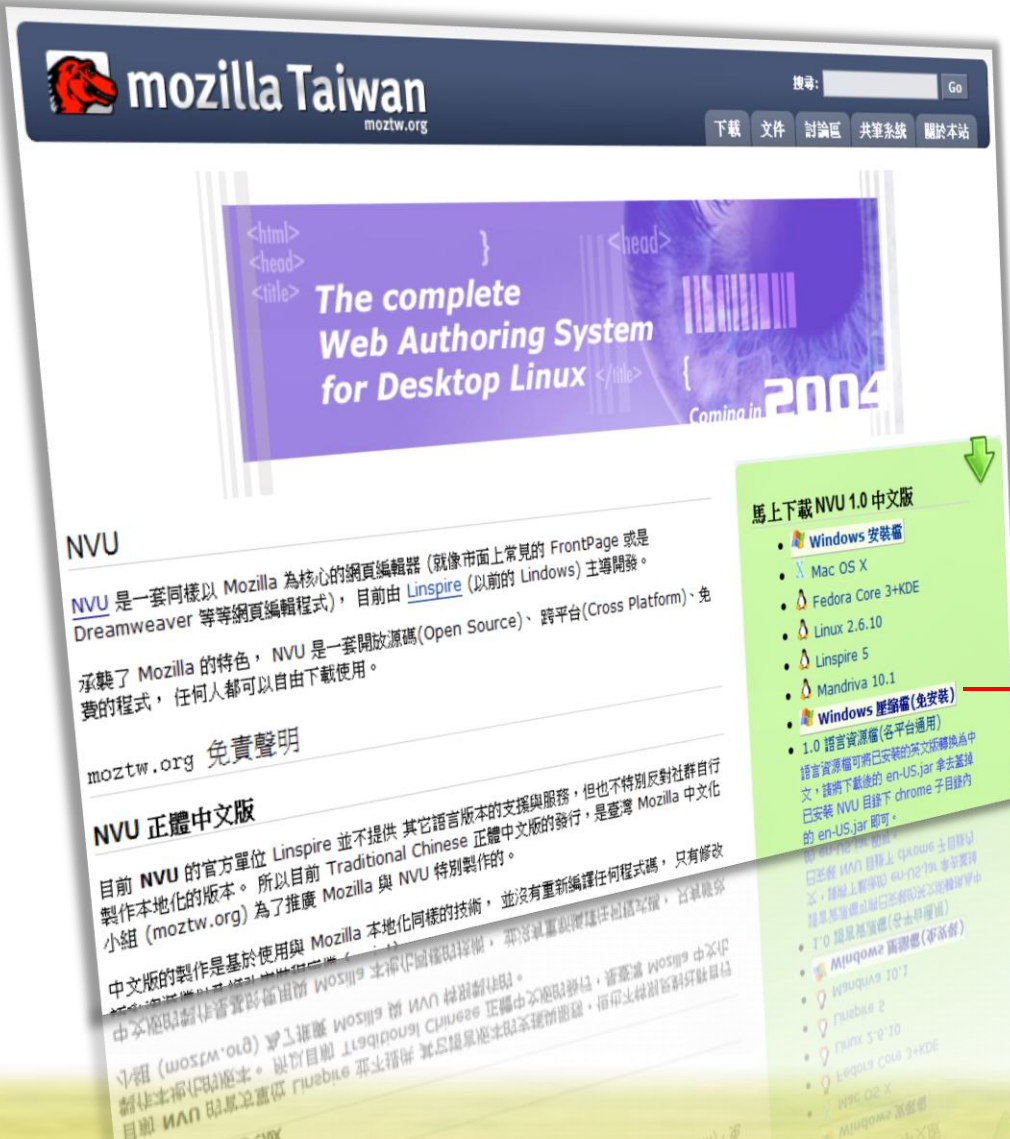 mozilla Taiwan
moztw.org
搜尋: Go
下載 文件 討論區 共筆系統 關於本站
<html>
<head>
<title>
}
<head>
The complete
Web Authoring System
for Desktop Linux </title>
{
Coming in 2004
NVU
NVU 是一套同樣以 Mozilla 為核心的網頁編輯器 (就像市面上常見的 FrontPage 或是
Dreamweaver 等等網頁編輯程式)， 目前由 Linspire (以前的 Lindows) 主導開發。
承襲了 Mozilla 的特色， NVU 是一套開放源碼(Open Source)、 跨平台(Cross Platform)、免
費的程式， 任何人都可以自由下載使用。
moztw.org 免責聲明
NVU 正體中文版
目前 NVU 的官方單位 Linspire 並不提供 其它語言版本的支援與服務，但也不特別反對社群自行
製作本地化的版本。 所以目前 Traditional Chinese 正體中文版的發行，是臺灣 Mozilla 中文化
小組 (moztw.org) 為了推廣 Mozilla 與 NVU 特別製作的。
中文版的製作是基於使用與 Mozilla 本地化同樣的技術， 並沒有重新編譯任何程式碼， 只有修改
馬上下載 NVU 1.0 中文版
Windows 安裝檔
Mac OS X
Fedora Core 3+KDE
Linux 2.6.10
Linspire 5
Mandriva 10.1
Windows 壓縮檔(免安裝)
1.0 語言資源檔(各平台通用)
語言資源檔可將已安裝的英文版轉換為中
文，請將下載後的 en-US.jar 拿去蓋掉
已安裝 NVU 目錄下 chrome 子目錄內
的 en-US.jar 即可。